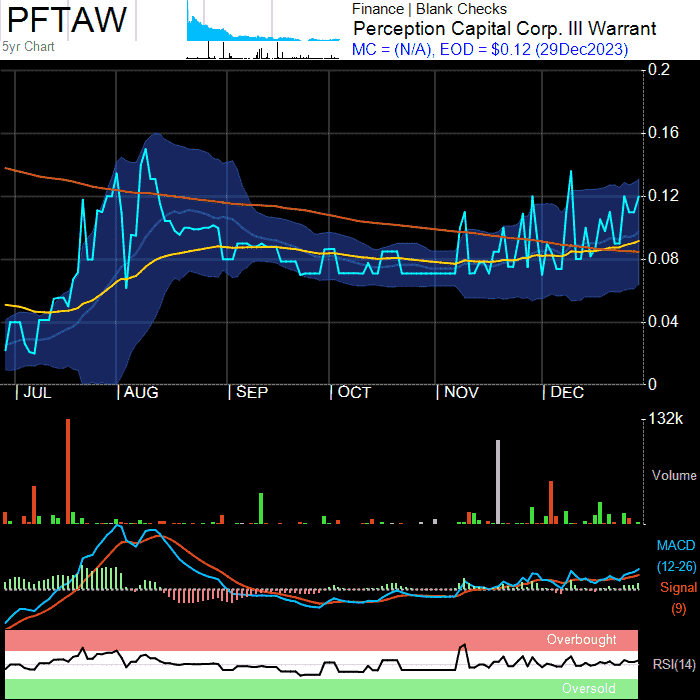 PFTAW
5yr Chart
Finance | Blank Checks
Perception Capital Corp. III Warrant
MC = (N/A), EOD = $0.12 (29Dec2023)
0.2
0.16
0.12
0.08
0.04
0
JUL AUG SEP OCT NOV DEC
132k
Volume
MACD
(12-26)
Signal
(9)
Overbought
RSI(14)
Oversold